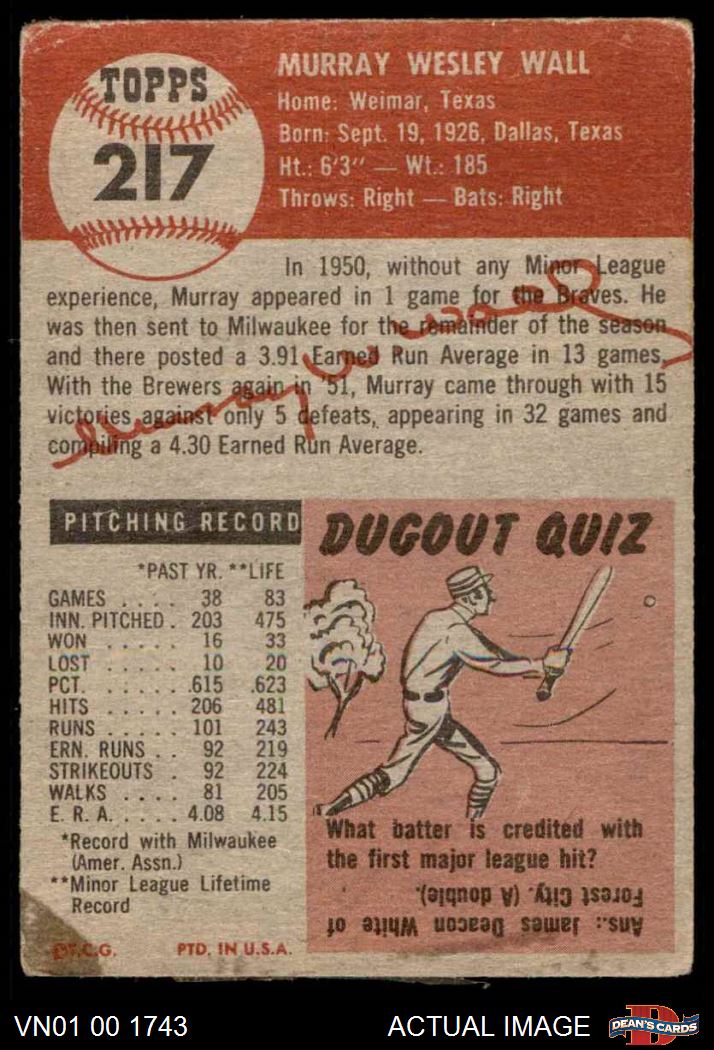 TOPPS
217
MURRAY WESLEY WALL
Home: Weimar, Texas
Born: Sept. 19, 1926, Dallas, Texas
Ht.: 6'3" — Wt.: 185
Throws: Right — Bats: Right
In 1950, without any Minor League
experience, Murray appeared in 1 game for the Braves. He
was then sent to Milwaukee for the remainder of the season
and there posted a 3.91 Earned Run Average in 13 games.
With the Brewers again in '51, Murray came through with 15
victories against only 5 defeats, appearing in 32 games and
compiling a 4.30 Earned Run Average.
Murray W Wall
PITCHING RECORD
*PAST YR. **LIFE
GAMES . . . . 38 83
INN. PITCHED . 203 475
WON . . . . . 16 33
LOST . . . . . 10 20
PCT. . . . . . .615 .623
HITS . . . . . 206 481
RUNS . . . . . 101 243
ERN. RUNS . . 92 219
STRIKEOUTS . 92 224
WALKS . . . . 81 205
E. R. A. . . . . . 4.08 4.15
*Record with Milwaukee
(Amer. Assn.)
**Minor League Lifetime
Record
©T.C.G. PTD. IN U.S.A.
DUGOUT QUIZ
What batter is credited with
the first major league hit?
Ans.: James Deacon White of
Forest City. (A double).
VN01 00 1743
ACTUAL IMAGE
D
DEAN'S CARDS